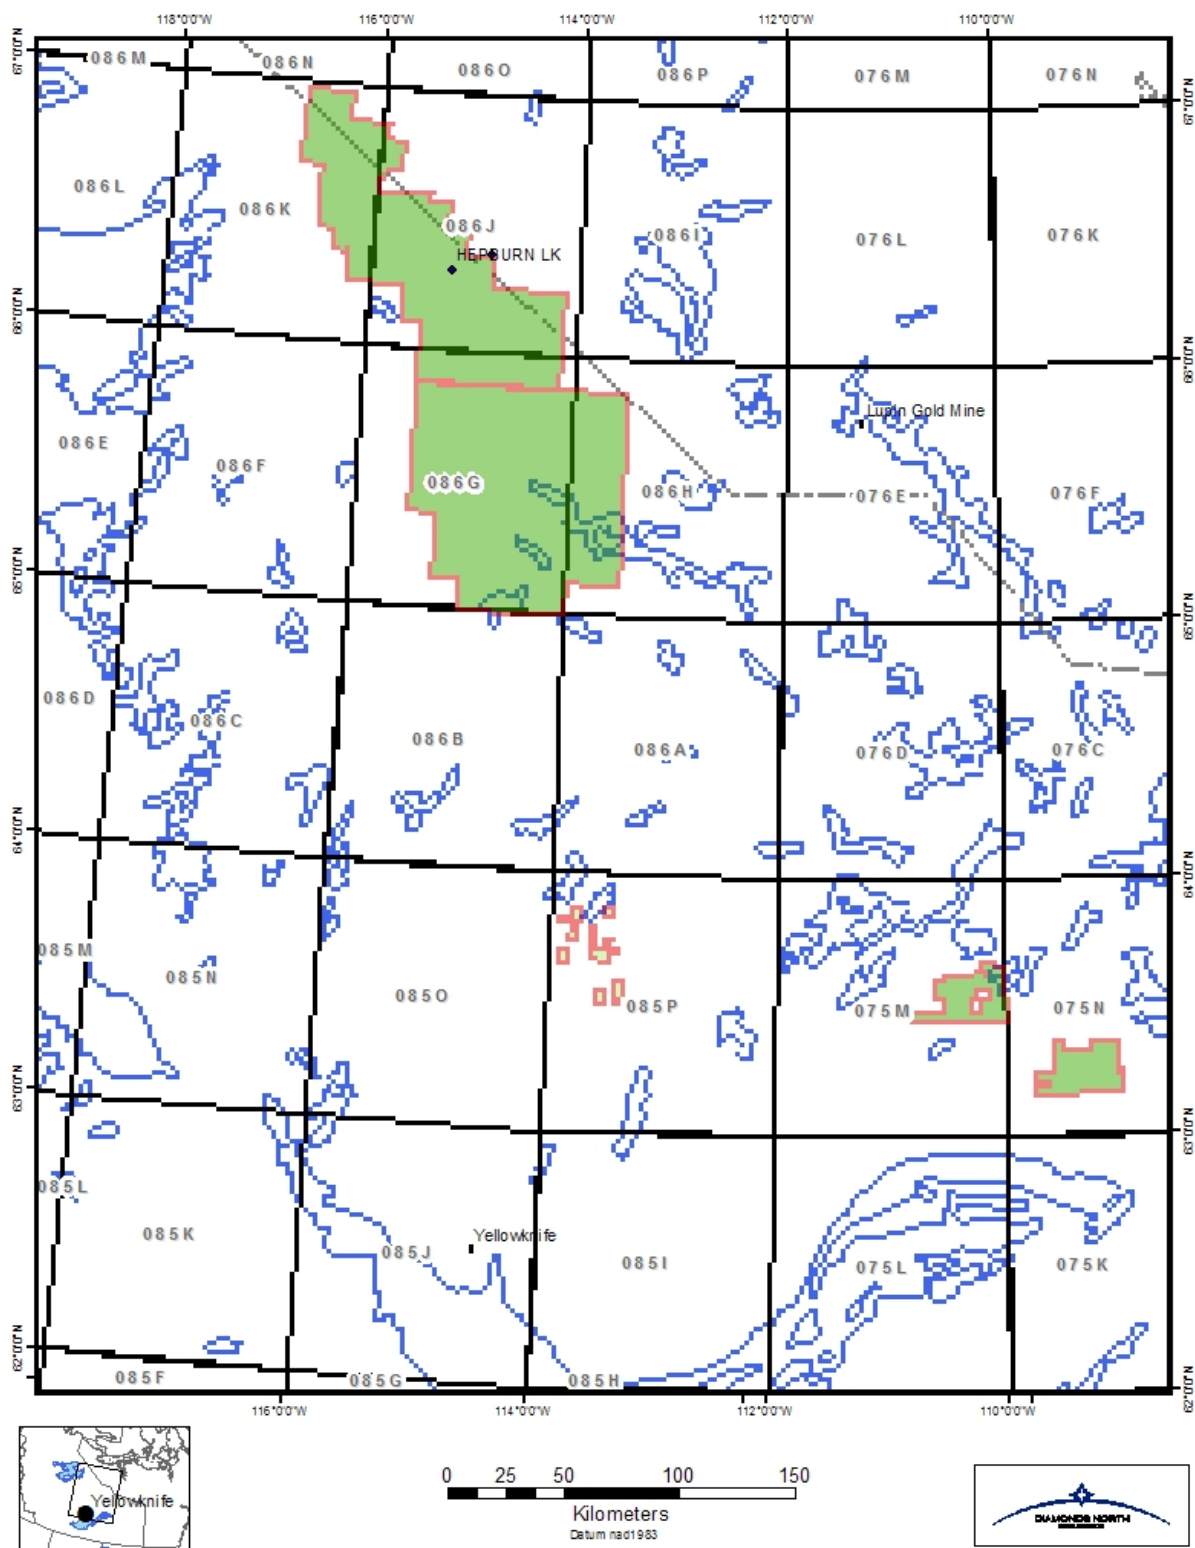 118°0'0"W 116°0'0"W 114°0'0"W 112°0'0"W 110°0'0"W
67°0'0"N
086M 086N 086O 086P 076M 076N
67°0'0"N
086L 086K 086J 086I 076L 076K
HEPBURN LK
66°0'0"N
66°0'0"N
Lupin Gold Mine
086E 086F 086G 086H 076E 076F
65°0'0"N
65°0'0"N
086D 086C 086B 086A 076D 076C
64°0'0"N
64°0'0"N
085M 085N 085O 085P 075M 075N
63°0'0"N
63°0'0"N
085L 085K 085J 085I 075L 075K
Yellowknife
62°0'0"N
62°0'0"N
085F 085G 085H
116°0'0"W 114°0'0"W 112°0'0"W 110°0'0"W
Yellowknife
0 25 50 100 150
Kilometers
Datum nad1983
DIAMONDS NORTH